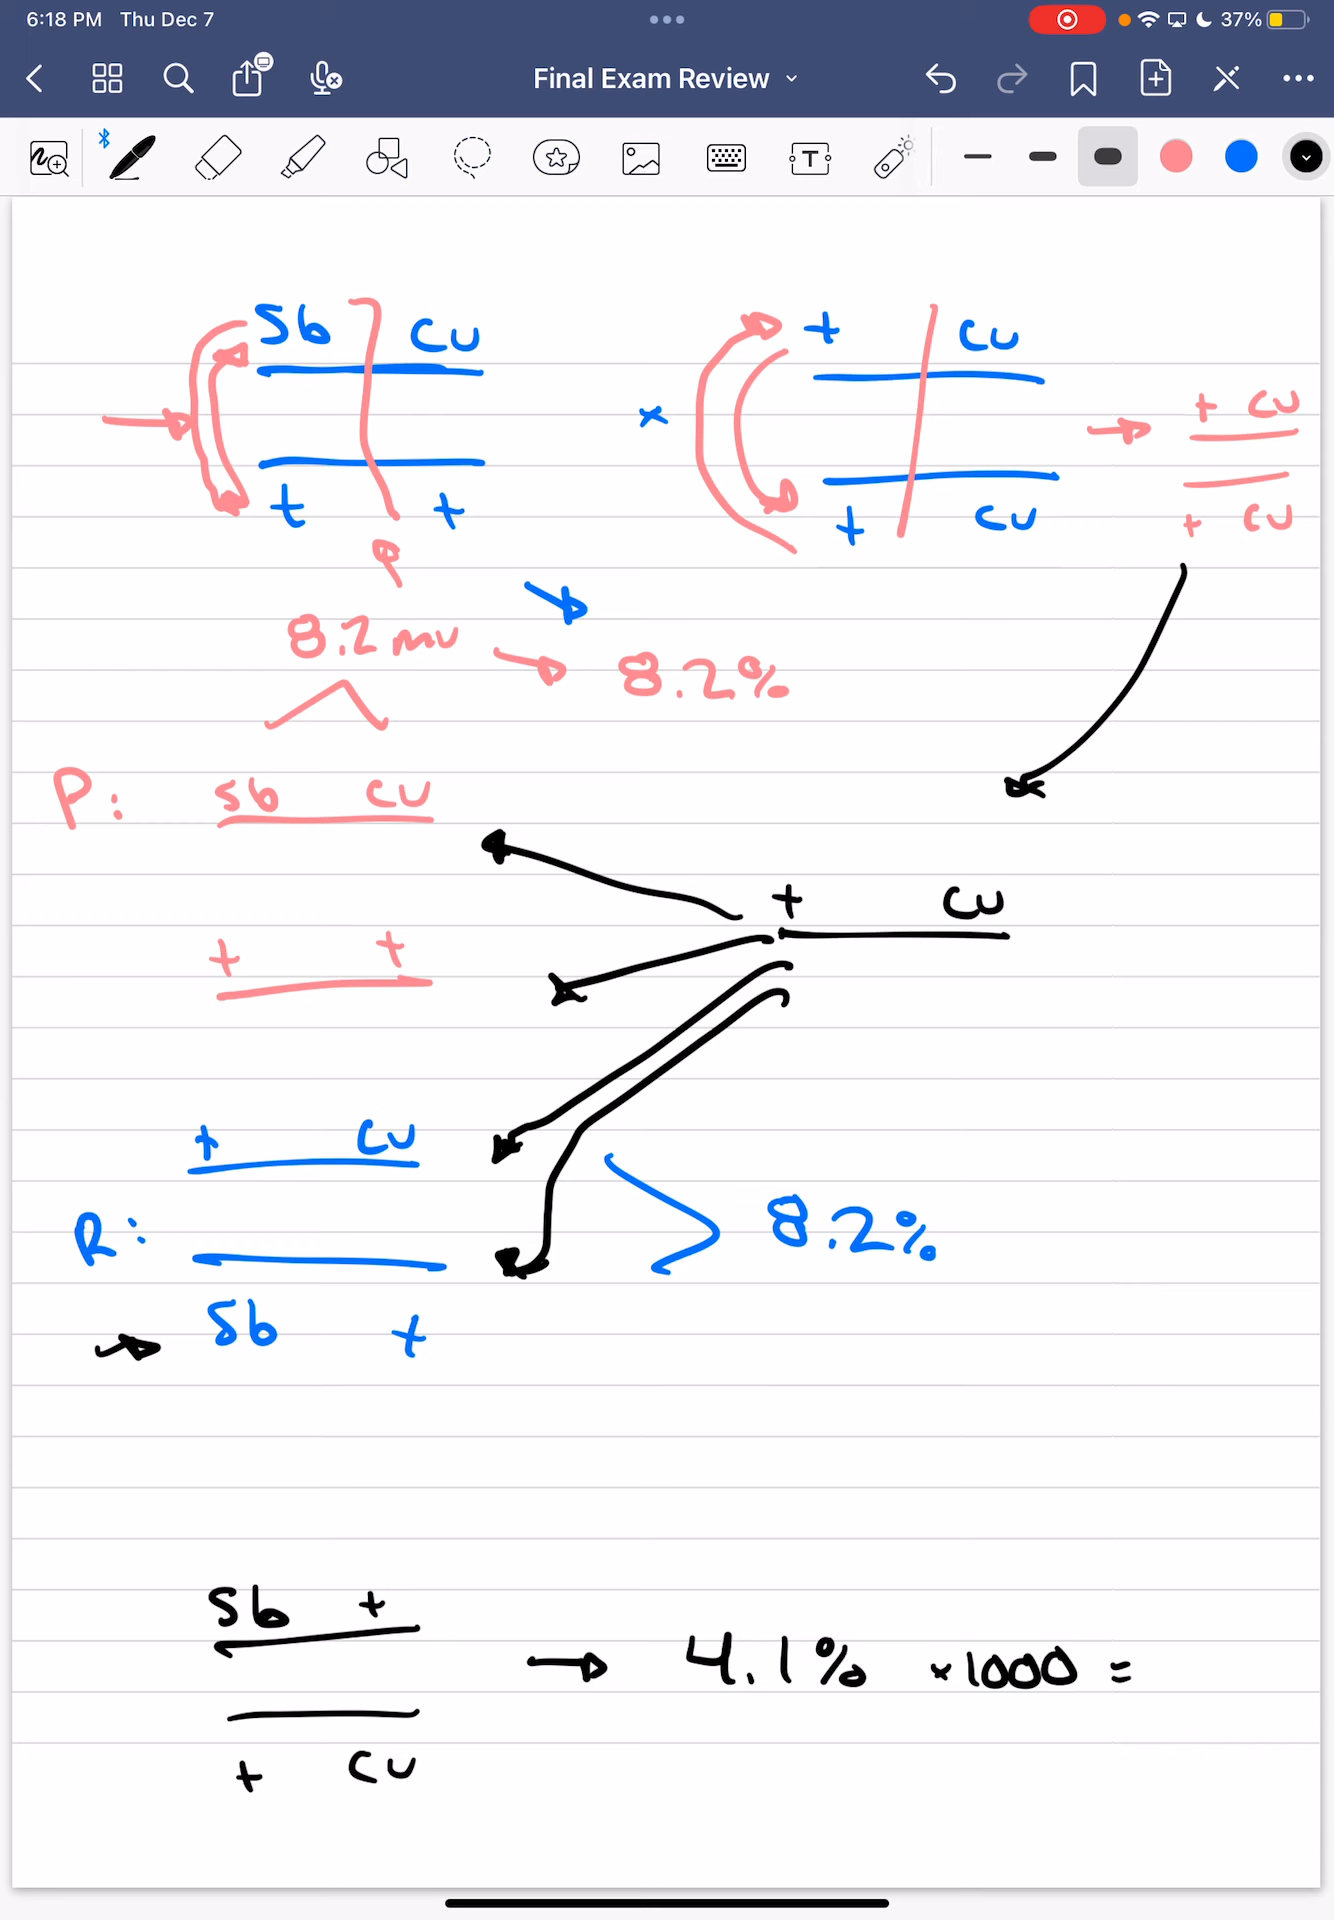 6:18 PM Thu Dec 7 37%
Final Exam Review
T
Sb Cu + Cu
x
+ Cu
t + + Cu
+ Cu
8.2 mu
8.2%
P: Sb Cu
+ Cu
+ +
+ Cu
R: 8.2%
Sb +
Sb +
4.1% x 1000 =
+ Cu